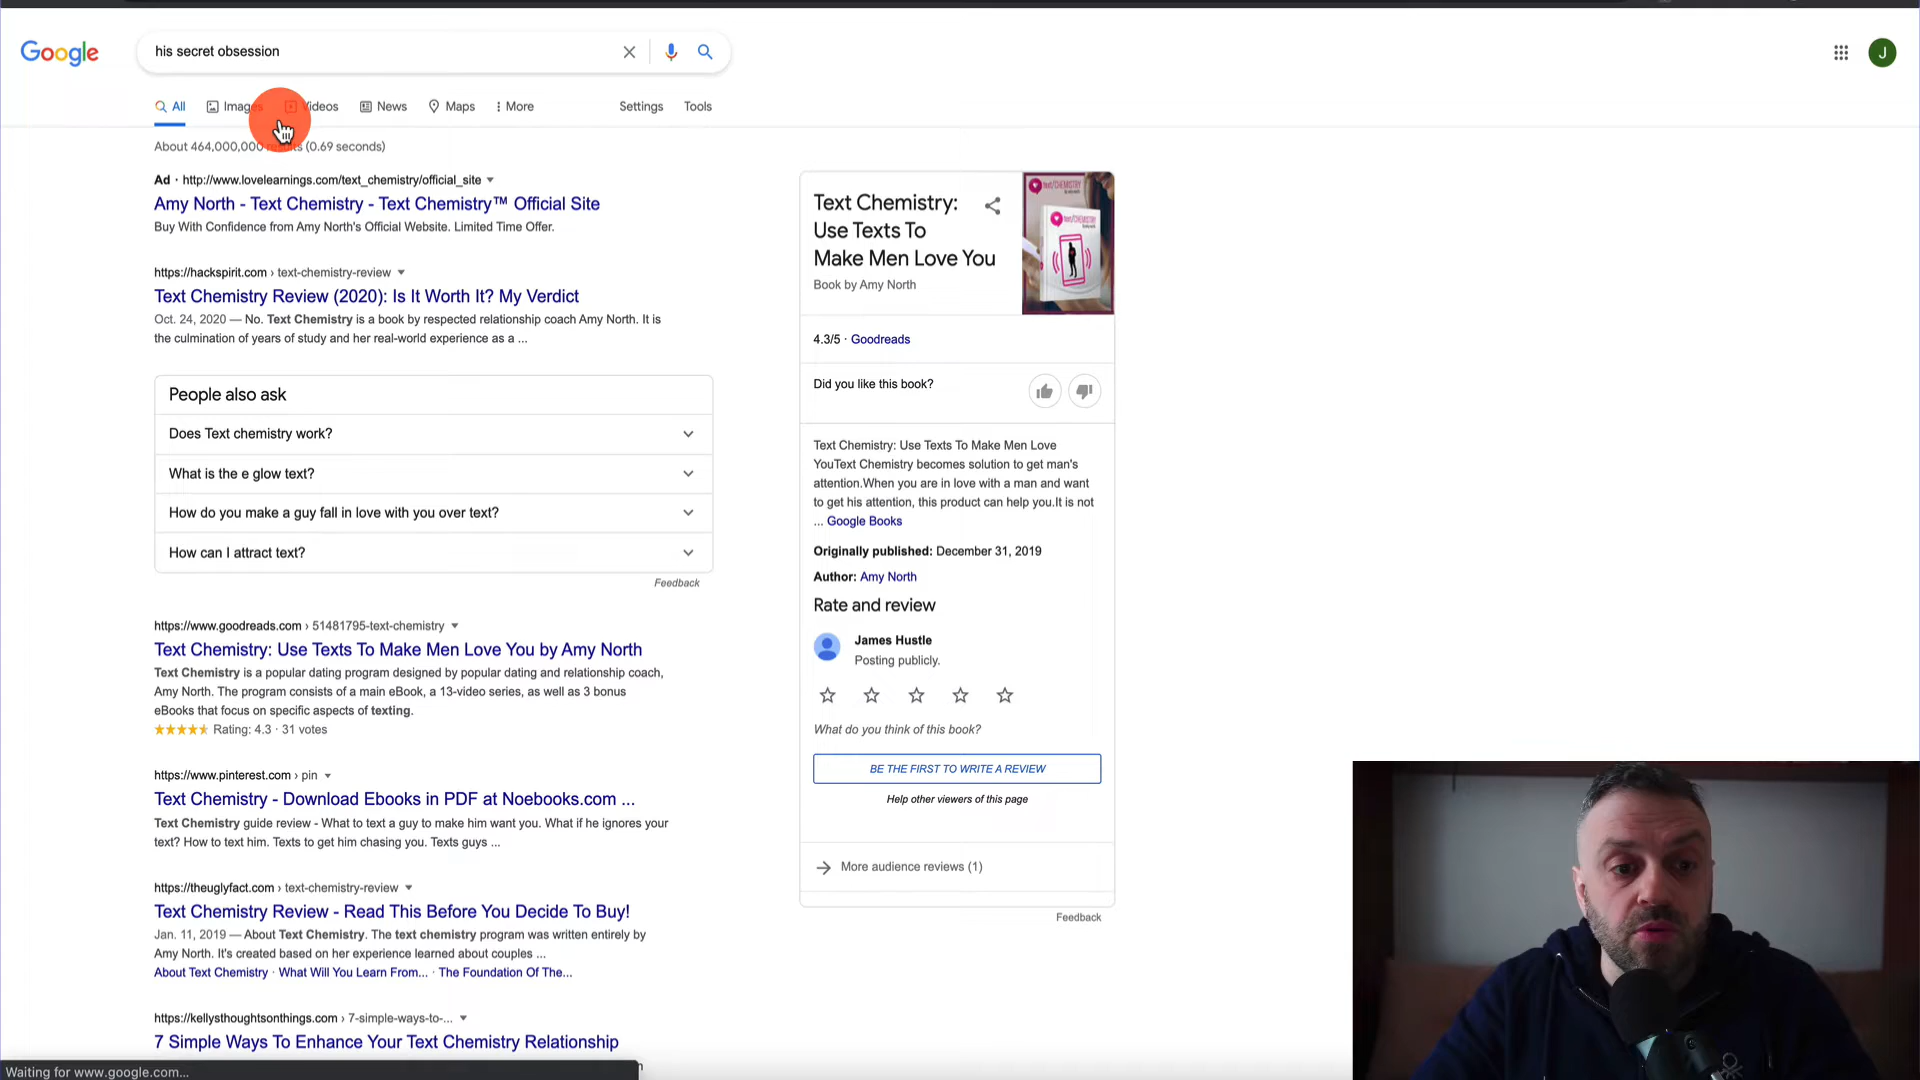 Google
his secret obsession
J
All
Images
Videos
News
Maps
More
Settings
Tools
About 464,000,000 results (0.69 seconds)
Ad · http://www.lovelearnings.com/text_chemistry/official_site
Amy North - Text Chemistry - Text Chemistry™ Official Site
Buy With Confidence from Amy North's Official Website. Limited Time Offer.
https://hackspirit.com › text-chemistry-review
Text Chemistry Review (2020): Is It Worth It? My Verdict
Oct. 24, 2020 — No. Text Chemistry is a book by respected relationship coach Amy North. It is
the culmination of years of study and her real-world experience as a ...
People also ask
Does Text chemistry work?
What is the e glow text?
How do you make a guy fall in love with you over text?
How can I attract text?
Feedback
https://www.goodreads.com › 51481795-text-chemistry
Text Chemistry: Use Texts To Make Men Love You by Amy North
Text Chemistry is a popular dating program designed by popular dating and relationship coach,
Amy North. The program consists of a main eBook, a 13-video series, as well as 3 bonus
eBooks that focus on specific aspects of texting.
Rating: 4.3 · 31 votes
https://www.pinterest.com › pin
Text Chemistry - Download Ebooks in PDF at Noebooks.com ...
Text Chemistry guide review - What to text a guy to make him want you. What if he ignores your
text? How to text him. Texts to get him chasing you. Texts guys ...
https://theuglyfact.com › text-chemistry-review
Text Chemistry Review - Read This Before You Decide To Buy!
Jan. 11, 2019 — About Text Chemistry. The text chemistry program was written entirely by
Amy North. It's created based on her experience learned about couples ...
About Text Chemistry · What Will You Learn From... · The Foundation Of The...
https://kellysthoughtsonthings.com › 7-simple-ways-to-...
7 Simple Ways To Enhance Your Text Chemistry Relationship
Waiting for www.google.com...
Text Chemistry:
Use Texts To
Make Men Love You
Book by Amy North
text/CHEMISTRY
text/CHEMISTRY
4.3/5 · Goodreads
Did you like this book?
Text Chemistry: Use Texts To Make Men Love
YouText Chemistry becomes solution to get man's
attention.When you are in love with a man and want
to get his attention, this product can help you.It is not
... Google Books
Originally published: December 31, 2019
Author: Amy North
Rate and review
James Hustle
Posting publicly.
What do you think of this book?
BE THE FIRST TO WRITE A REVIEW
Help other viewers of this page
More audience reviews (1)
Feedback